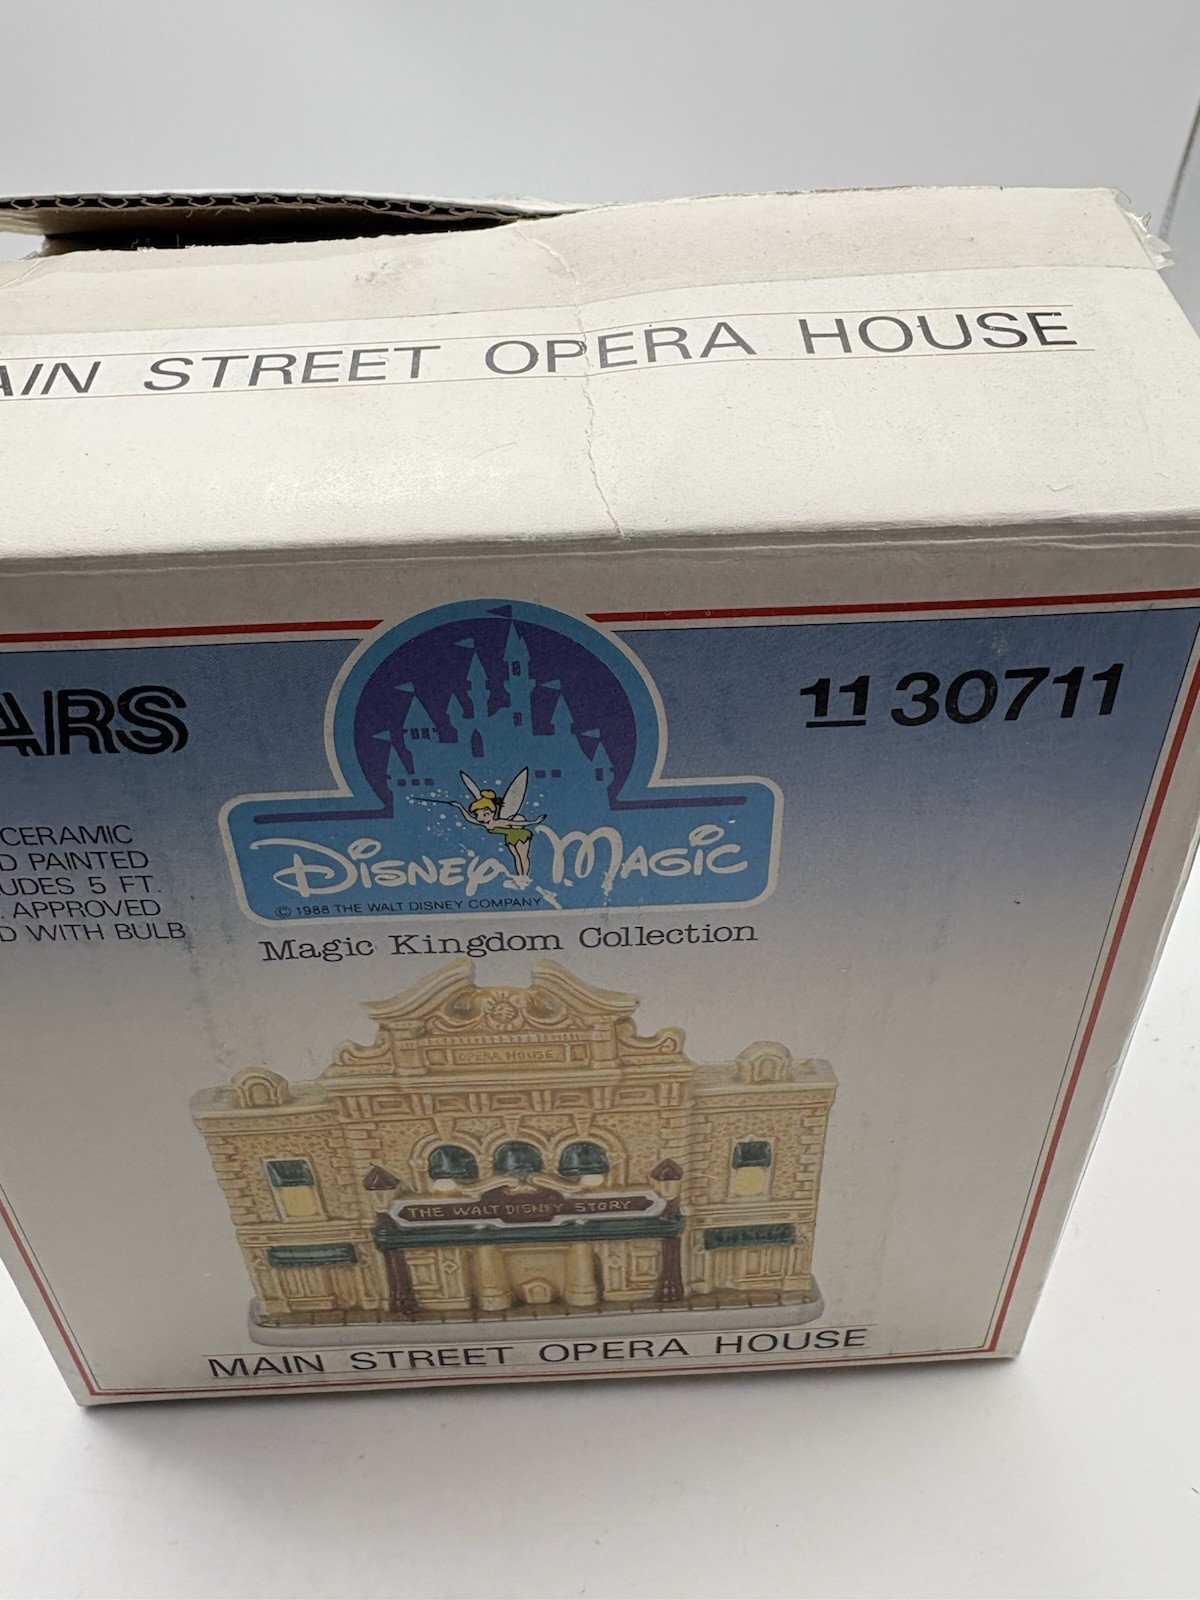 AIN STREET OPERA HOUSE
ARS
11 30711
CERAMIC
D PAINTED
UDES 5 FT.
. APPROVED
D WITH BULB
DISNEY MAGIC
© 1988 THE WALT DISNEY COMPANY
Magic Kingdom Collection
OPERA HOUSE
THE WALT DISNEY STORY
MAIN STREET OPERA HOUSE